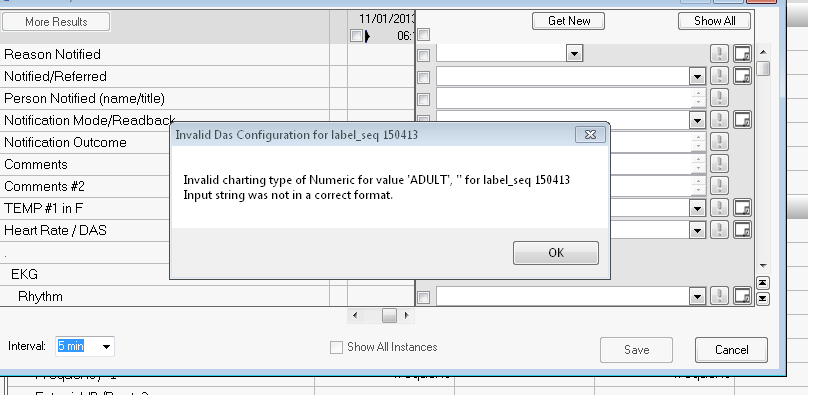 More Results
11/01/2013
Get New
Show All
06:
Reason Notified
Notified/Referred
Person Notified (name/title)
Notification Mode/Readback
Notification Outcome
Comments
Comments #2
TEMP #1 in F
Heart Rate / DAS
.
EKG
Rhythm
Invalid Das Configuration for label_seq 150413
Invalid charting type of Numeric for value 'ADULT', '' for label_seq 150413
Input string was not in a correct format.
OK
Interval:
5 min
Show All Instances
Save
Cancel